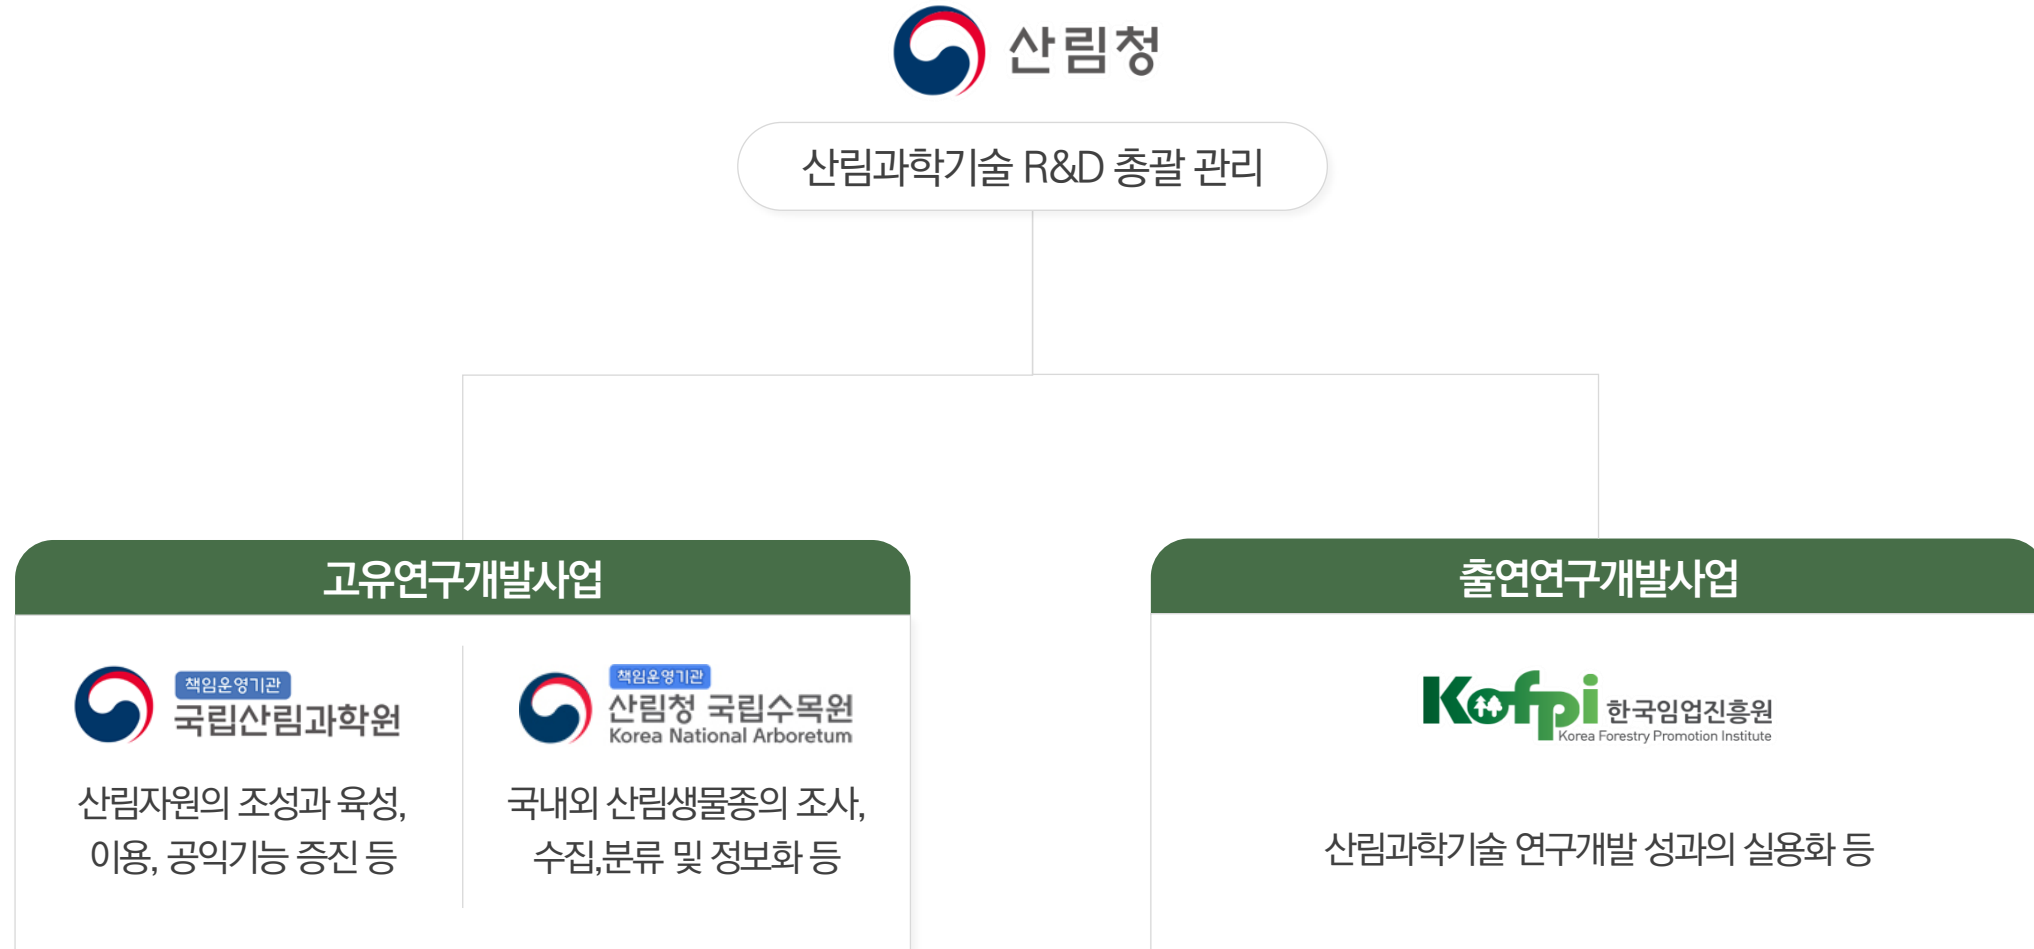 산림청
산림과학기술 R&D 총괄 관리
고유연구개발사업
책임운영기관
국립산림과학원
산림자원의 조성과 육성,
이용, 공익기능 증진 등
책임운영기관
산림청 국립수목원
Korea National Arboretum
국내외 산림생물종의 조사,
수집,분류 및 정보화 등
출연연구개발사업
Kofpi 한국임업진흥원
Korea Forestry Promotion Institute
산림과학기술 연구개발 성과의 실용화 등